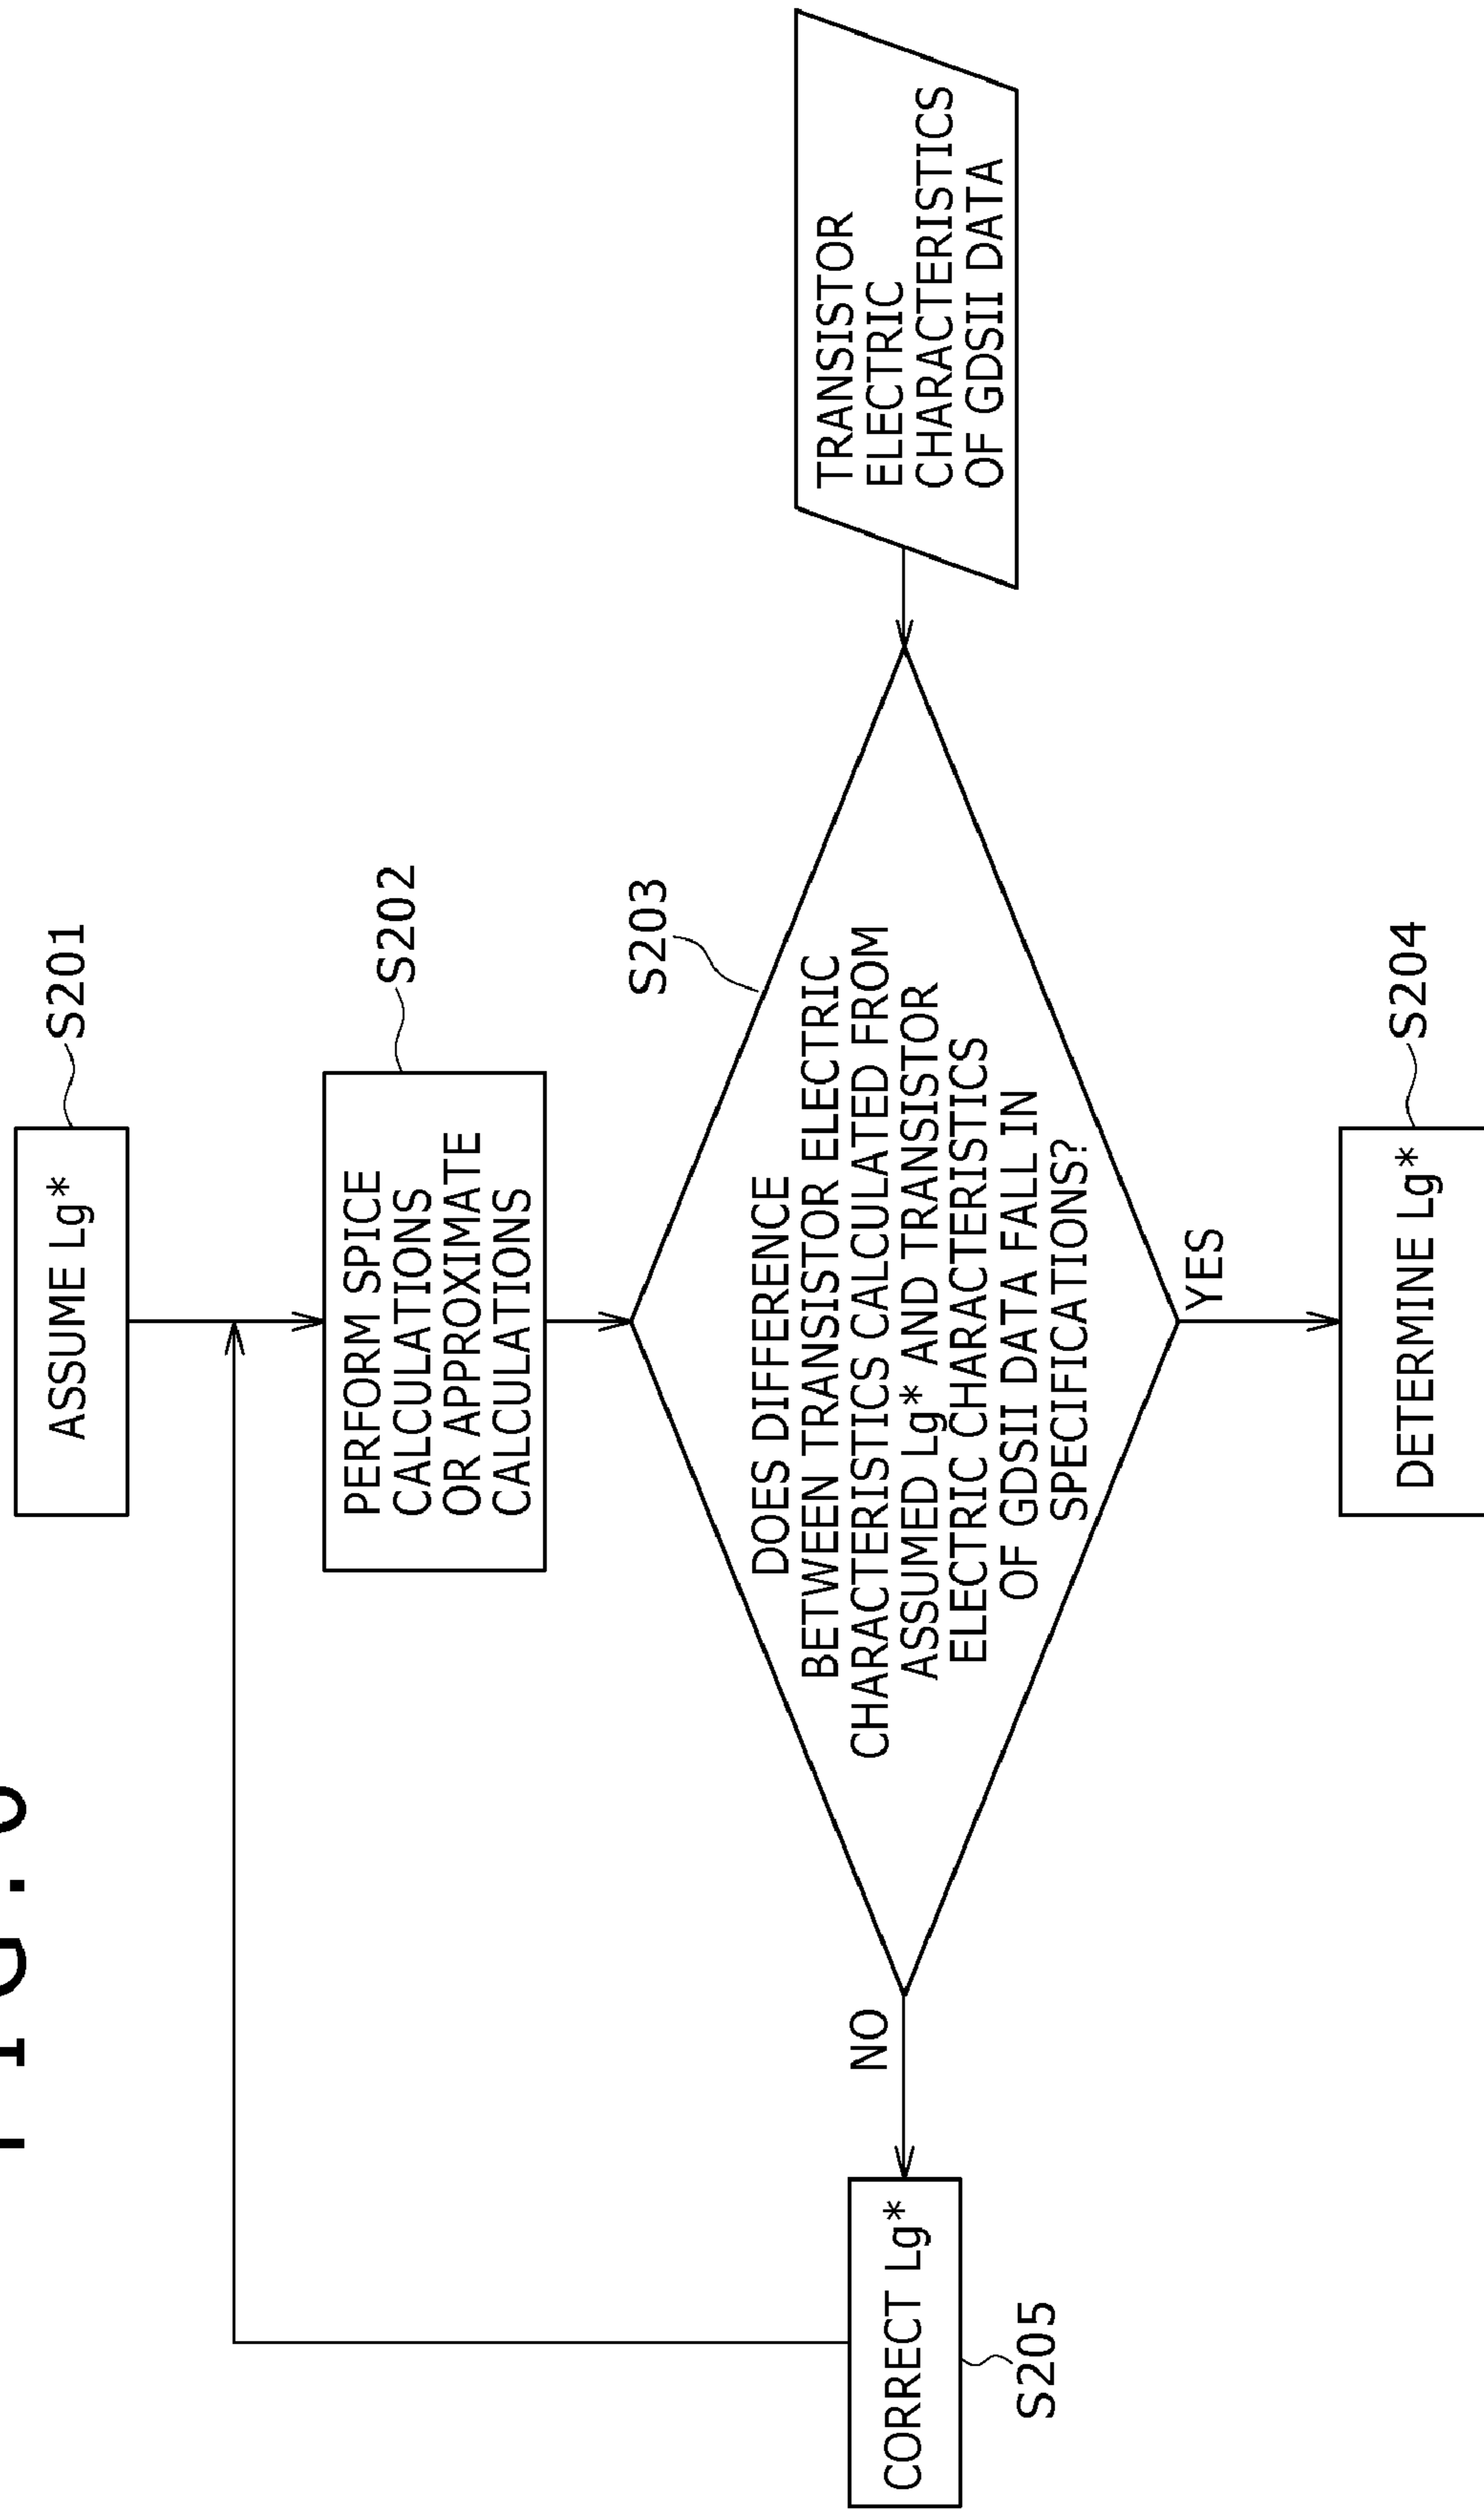 ASSUME Lg*
S201
PERFORM SPICE
CALCULATIONS
OR APPROXIMATE
CALCULATIONS
S202
S203
DOES DIFFERENCE
BETWEEN TRANSISTOR ELECTRIC
CHARACTERISTICS CALCULATED FROM
ASSUMED Lg* AND TRANSISTOR
ELECTRIC CHARACTERISTICS
OF GDSII DATA FALL IN
SPECIFICATIONS?
TRANSISTOR
ELECTRIC
CHARACTERISTICS
OF GDSII DATA
NO
CORRECT Lg*
S205
YES
DETERMINE Lg*
S204